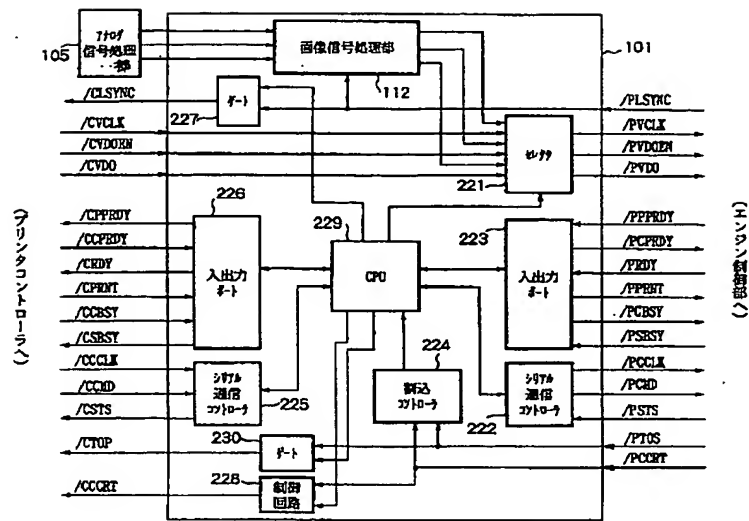 アナログ
信号処理
部
105
画像信号処理部
112
101
/CLSYNC
ゲート
227
/PLSYNC
/CVCLK
/CVDOEN
/CVDO
セレクタ
221
/PVCLK
/PVDOEN
/PVDO
(プリンタコントローラへ)
(エンジン制御部へ)
226
229
223
/CPPRDY
/CCPRDY
/CRDY
/CPRNT
/CCBSY
/CSBSY
入出力
ポート
CPU
入出力
ポート
/PPPRDY
/PCPRDY
/PRDY
/PPRNT
/PCBSY
/PSBSY
/CCCLK
/CCMD
/CSTS
シリアル
通信
コントローラ
225
224
割込
コントローラ
シリアル
通信
コントローラ
222
/PCCLK
/PCMD
/PSTS
230
/CTOP
ゲート
/PTOS
/PCCRT
228
/CCCRT
制御
回路